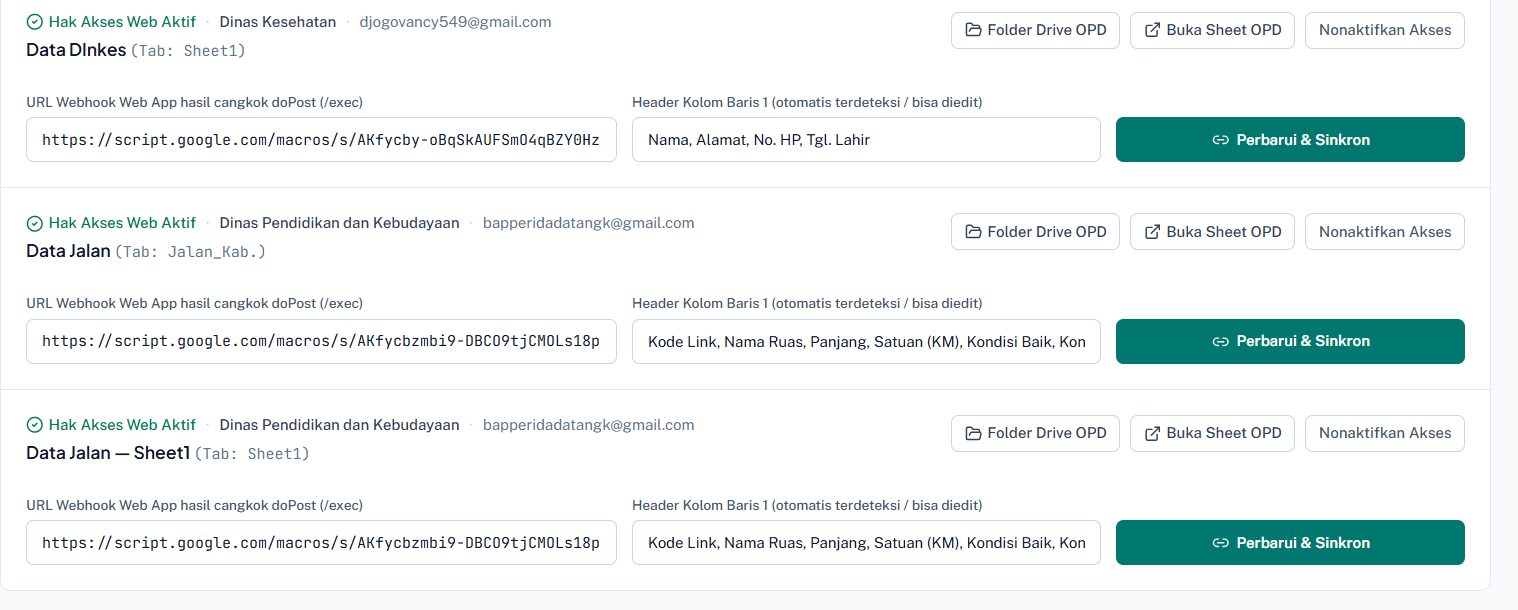 Hak Akses Web Aktif · Dinas Kesehatan · djogovancy549@gmail.com
Folder Drive OPD
Buka Sheet OPD
Nonaktifkan Akses
Data DInkes (Tab: Sheet1)
URL Webhook Web App hasil cangkok doPost (/exec)
Header Kolom Baris 1 (otomatis terdeteksi / bisa diedit)
https://script.google.com/macros/s/AKfycby-oBqSkAUFSmO4qBZY0Hz
Nama, Alamat, No. HP, Tgl. Lahir
Perbarui & Sinkron
Hak Akses Web Aktif · Dinas Pendidikan dan Kebudayaan · bapperidadatangk@gmail.com
Folder Drive OPD
Buka Sheet OPD
Nonaktifkan Akses
Data Jalan (Tab: Jalan_Kab.)
URL Webhook Web App hasil cangkok doPost (/exec)
Header Kolom Baris 1 (otomatis terdeteksi / bisa diedit)
https://script.google.com/macros/s/AKfycbzmbi9-DBCO9tjCMOLs18p
Kode Link, Nama Ruas, Panjang, Satuan (KM), Kondisi Baik, Kon
Perbarui & Sinkron
Hak Akses Web Aktif · Dinas Pendidikan dan Kebudayaan · bapperidadatangk@gmail.com
Folder Drive OPD
Buka Sheet OPD
Nonaktifkan Akses
Data Jalan — Sheet1 (Tab: Sheet1)
URL Webhook Web App hasil cangkok doPost (/exec)
Header Kolom Baris 1 (otomatis terdeteksi / bisa diedit)
https://script.google.com/macros/s/AKfycbzmbi9-DBCO9tjCMOLs18p
Kode Link, Nama Ruas, Panjang, Satuan (KM), Kondisi Baik, Kon
Perbarui & Sinkron